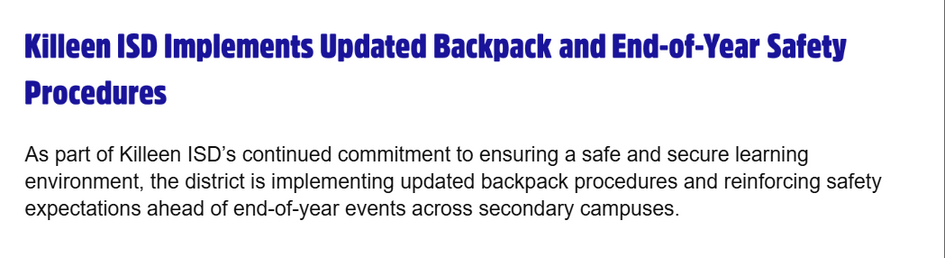 Killeen ISD Implements Updated Backpack and End-of-Year Safety
Procedures
As part of Killeen ISD’s continued commitment to ensuring a safe and secure learning
environment, the district is implementing updated backpack procedures and reinforcing safety
expectations ahead of end-of-year events across secondary campuses.